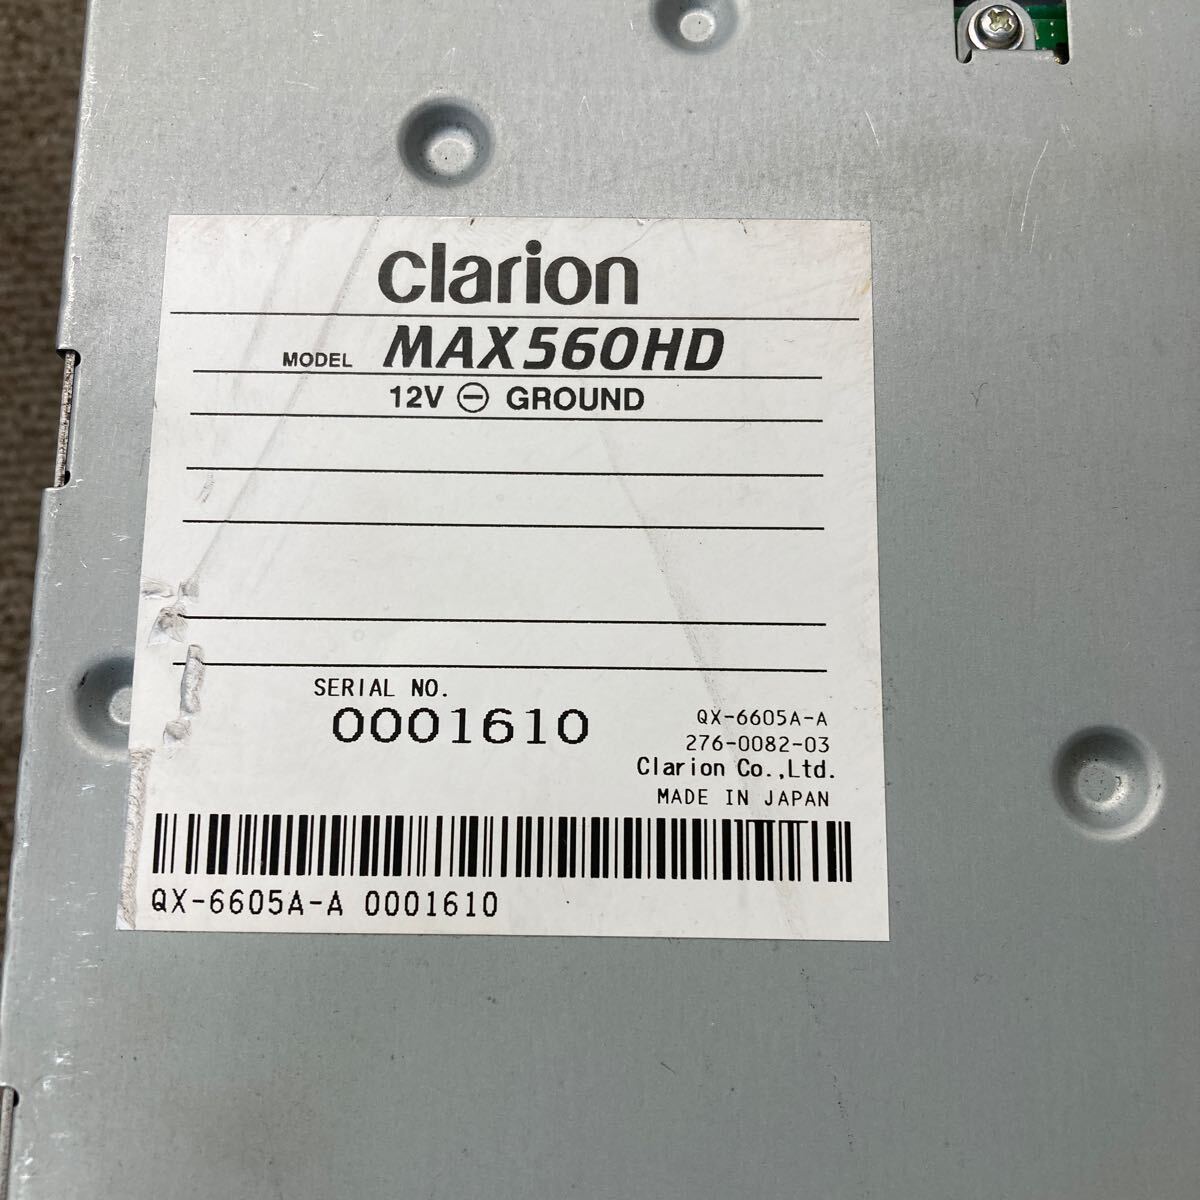 clarion
MODEL MAX560HD
12V ⊖ GROUND
SERIAL NO.
0001610
QX-6605A-A
276-0082-03
Clarion Co.,Ltd.
MADE IN JAPAN
QX-6605A-A 0001610